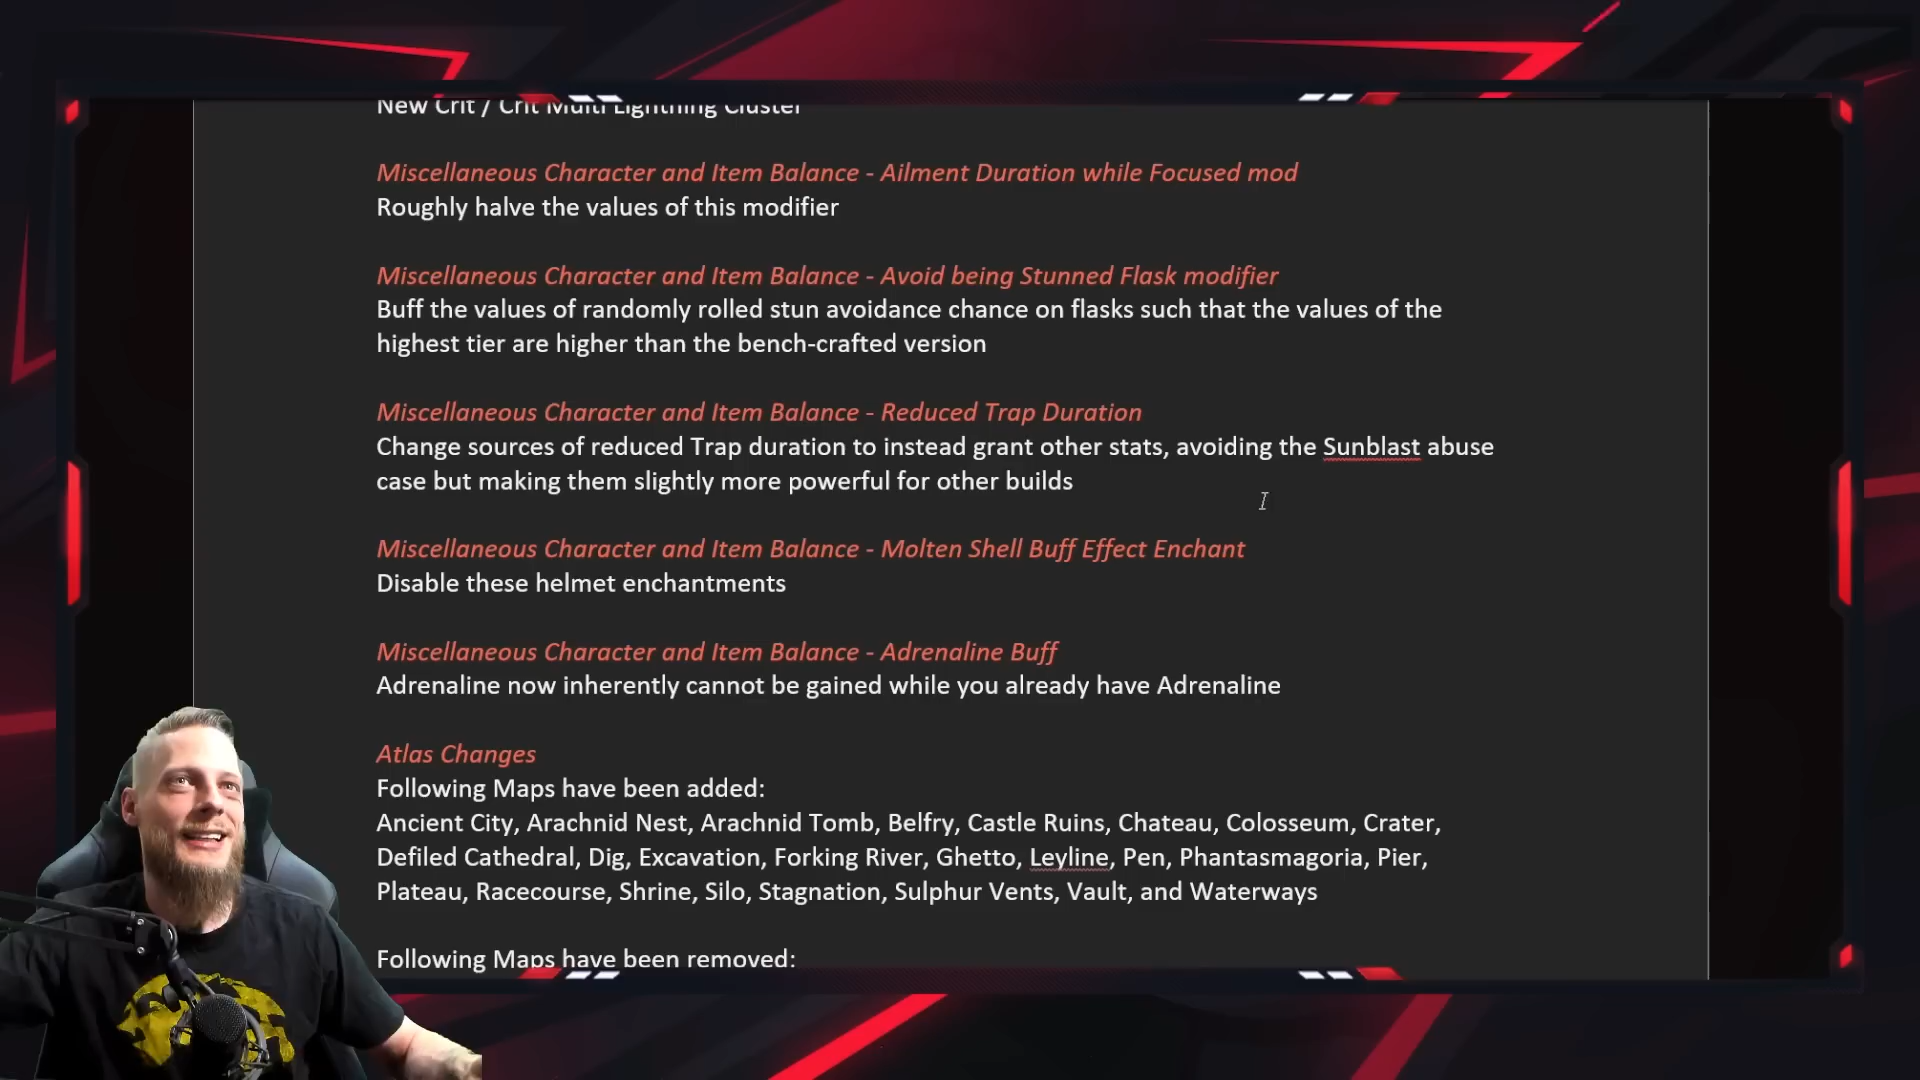 New Crit / Crit Multi Lightning Cluster
Miscellaneous Character and Item Balance - Ailment Duration while Focused mod
Roughly halve the values of this modifier
Miscellaneous Character and Item Balance - Avoid being Stunned Flask modifier
Buff the values of randomly rolled stun avoidance chance on flasks such that the values of the
highest tier are higher than the bench-crafted version
Miscellaneous Character and Item Balance - Reduced Trap Duration
Change sources of reduced Trap duration to instead grant other stats, avoiding the Sunblast abuse
case but making them slightly more powerful for other builds
Miscellaneous Character and Item Balance - Molten Shell Buff Effect Enchant
Disable these helmet enchantments
Miscellaneous Character and Item Balance - Adrenaline Buff
Adrenaline now inherently cannot be gained while you already have Adrenaline
Atlas Changes
Following Maps have been added:
Ancient City, Arachnid Nest, Arachnid Tomb, Belfry, Castle Ruins, Chateau, Colosseum, Crater,
Defiled Cathedral, Dig, Excavation, Forking River, Ghetto, Leyline, Pen, Phantasmagoria, Pier,
Plateau, Racecourse, Shrine, Silo, Stagnation, Sulphur Vents, Vault, and Waterways
Following Maps have been removed: